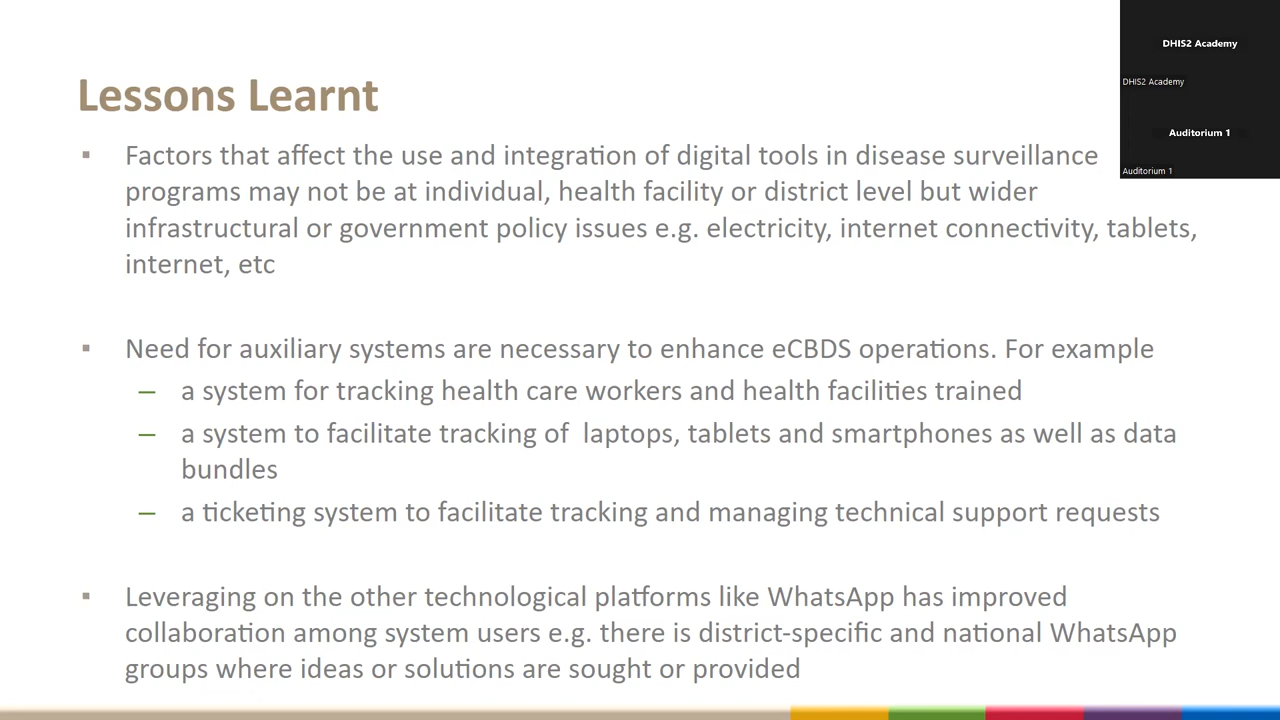 DHIS2 Academy
DHIS2 Academy
Auditorium 1
Auditorium 1
Lessons Learnt
▪ Factors that affect the use and integration of digital tools in disease surveillance
programs may not be at individual, health facility or district level but wider
infrastructural or government policy issues e.g. electricity, internet connectivity, tablets,
internet, etc
▪ Need for auxiliary systems are necessary to enhance eCBDS operations. For example
– a system for tracking health care workers and health facilities trained
– a system to facilitate tracking of  laptops, tablets and smartphones as well as data
bundles
– a ticketing system to facilitate tracking and managing technical support requests
▪ Leveraging on the other technological platforms like WhatsApp has improved
collaboration among system users e.g. there is district-specific and national WhatsApp
groups where ideas or solutions are sought or provided